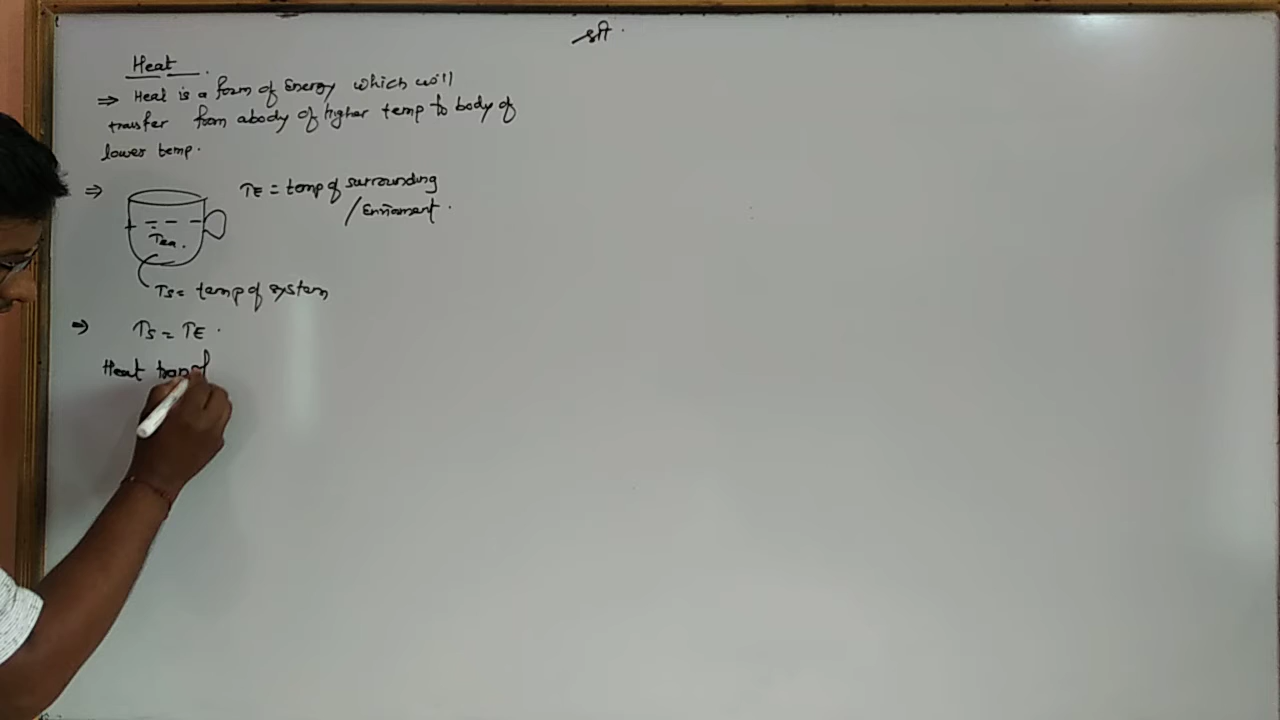 శ్రీ.
Heat
⇒ Heat is a form of Energy which will
transfer from a body of higher temp to body of
lower temp.
⇒ TE = temp of surrounding
/ Enrioment.
Tea.
Ts = temp of system
⇒ Ts = TE.
Heat transf